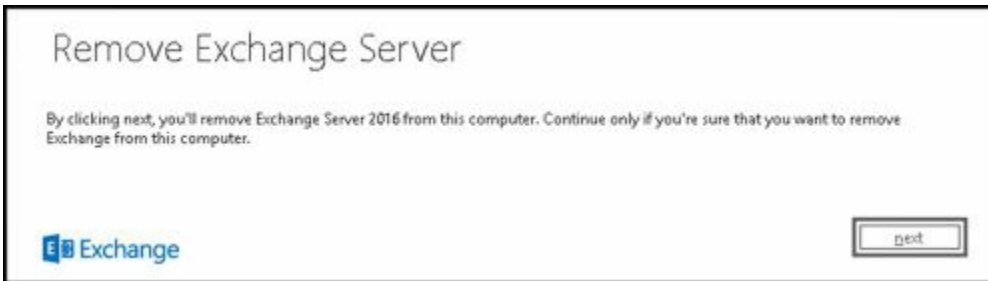 Remove Exchange Server
By clicking next, you'll remove Exchange Server 2016 from this computer. Continue only if you're sure that you want to remove
Exchange from this computer.
Exchange
next